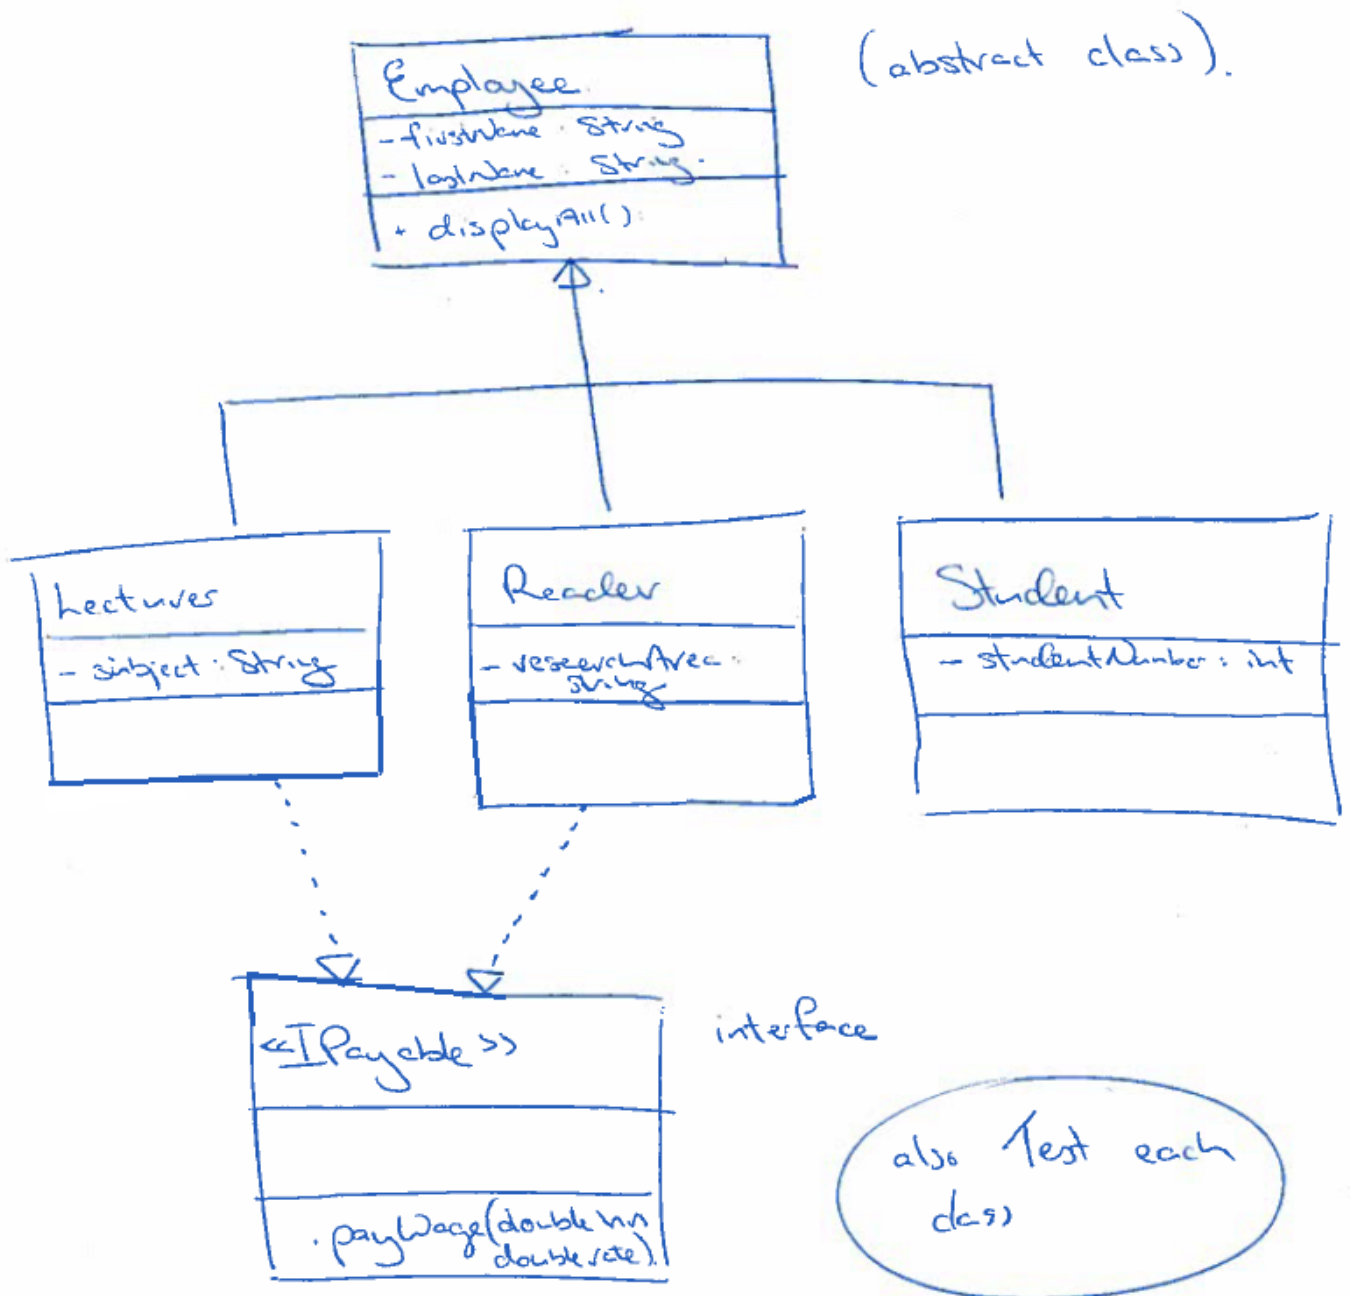 Employee
(abstract class).
- firstName : String
- lastName : String.
+ displayAll()
Lectures
- subject : String
Reader
- researchArea :
String
Student
- studentNumber : int
<<IPayable>>
interface
. payWage(double
double rate)
also Test each
class